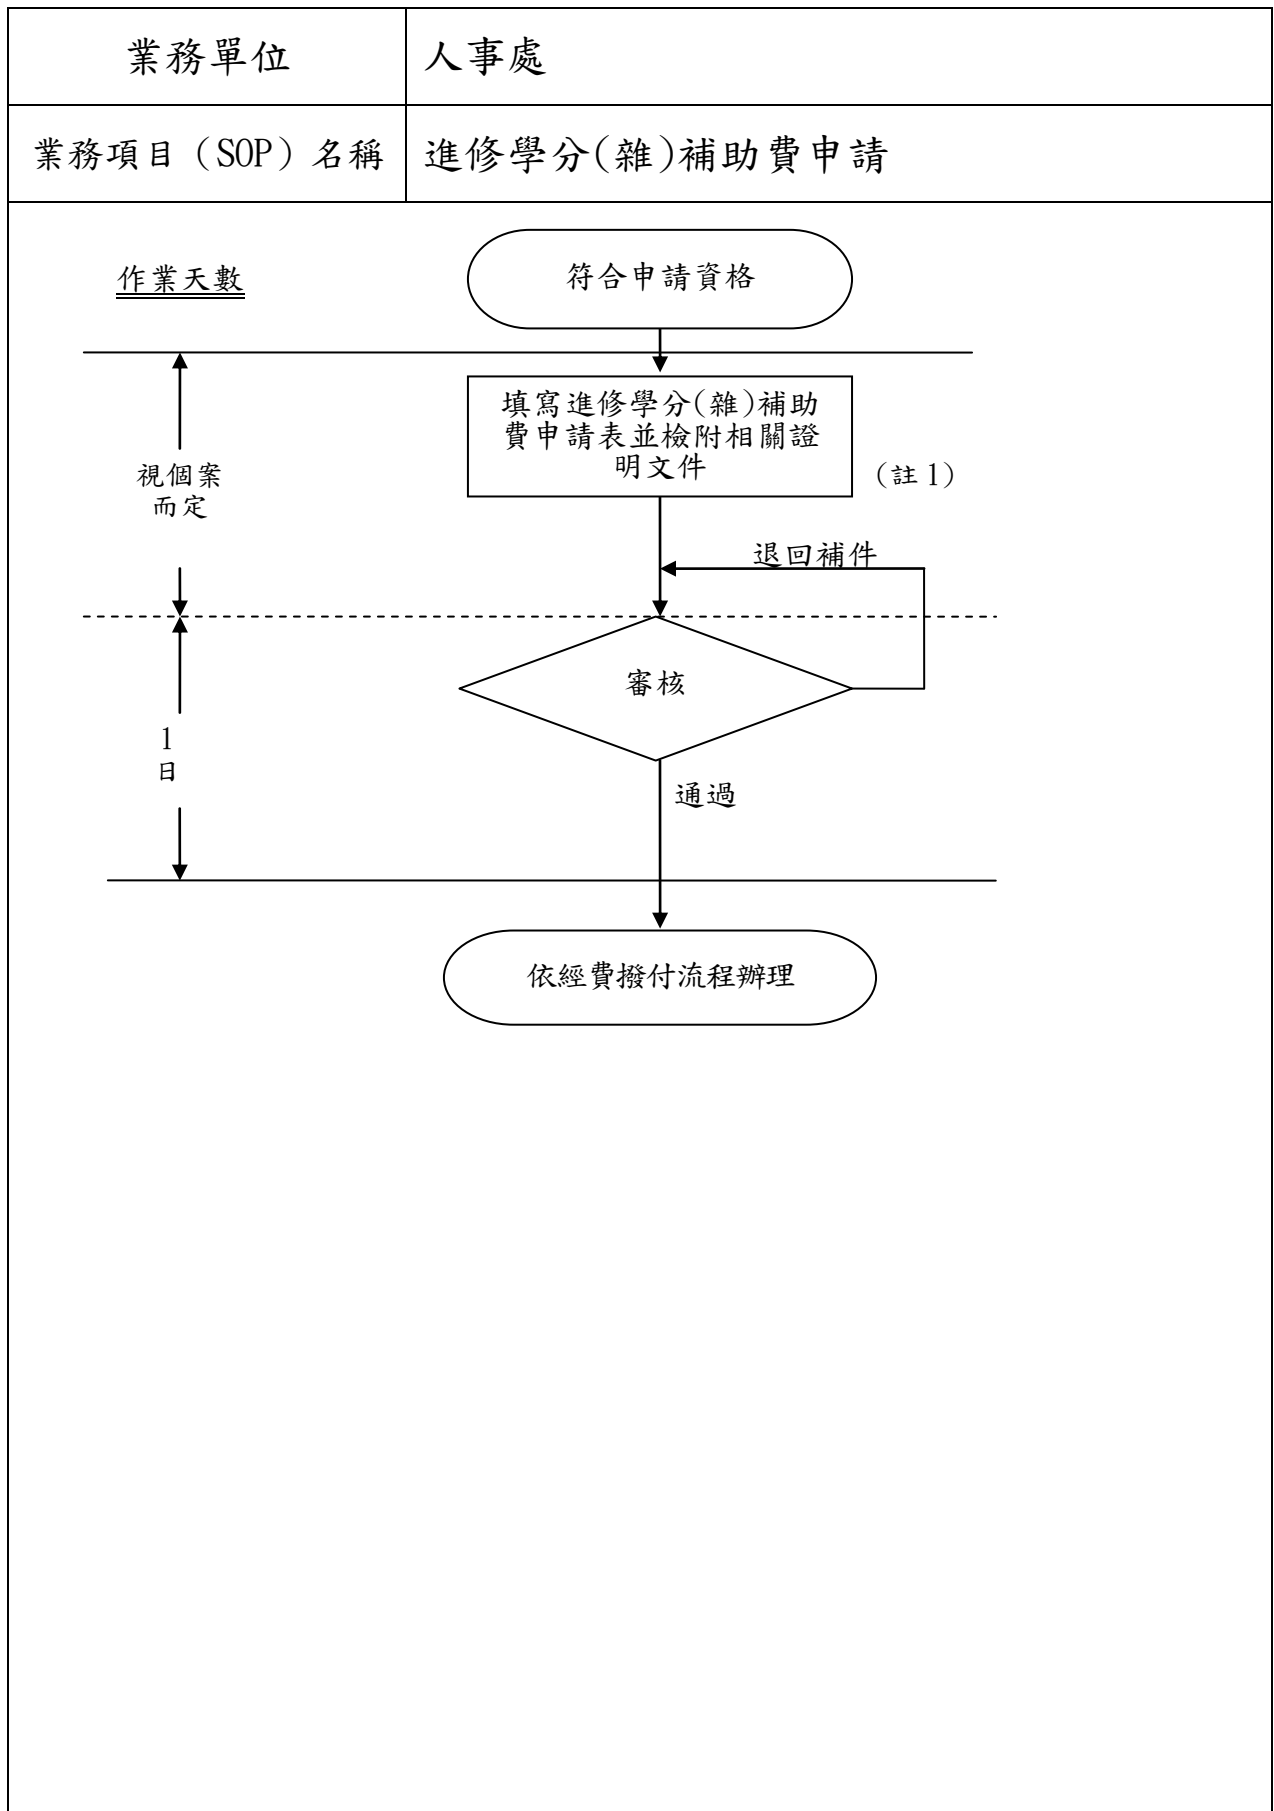 業務單位
人事處
業務項目（SOP）名稱
進修學分(雜)補助費申請
作業天數
符合申請資格
填寫進修學分(雜)補助
費申請表並檢附相關證
明文件
(註 1)
視個案
而定
退回補件
審核
1
日
通過
依經費撥付流程辦理